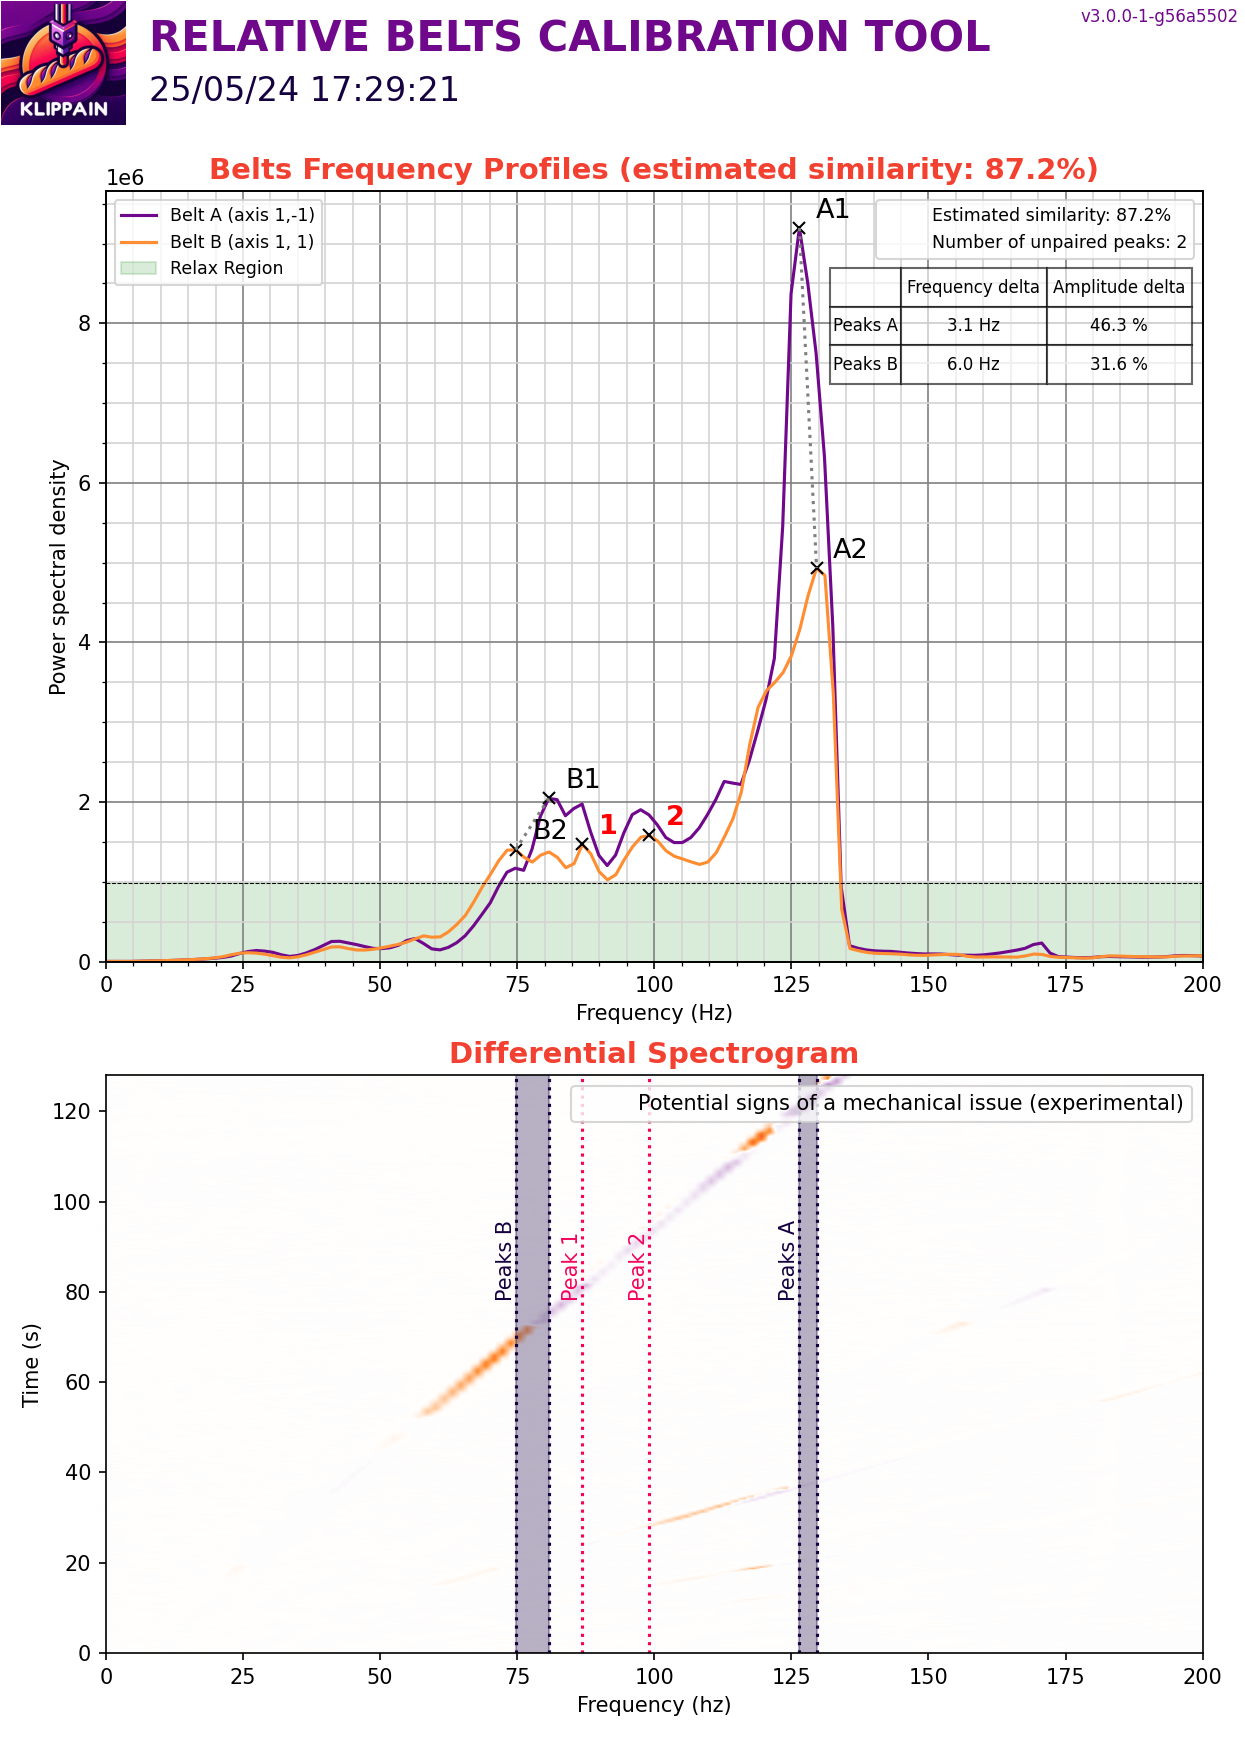 RELATIVE BELTS CALIBRATION TOOL
v3.0.0-1-g56a5502
25/05/24 17:29:21
KLIPPAIN
Belts Frequency Profiles (estimated similarity: 87.2%)
1e6
Belt A (axis 1,-1)
Belt B (axis 1, 1)
Relax Region
A1
Estimated similarity: 87.2%
Number of unpaired peaks: 2
Frequency delta Amplitude delta
Peaks A 3.1 Hz 46.3 %
Peaks B 6.0 Hz 31.6 %
8
6
4
2
0
Power spectral density
A2
B1
B2
1
2
0 25 50 75 100 125 150 175 200
Frequency (Hz)
Differential Spectrogram
Potential signs of a mechanical issue (experimental)
120
100
80
60
40
20
0
Time (s)
Peaks B
Peak 1
Peak 2
Peaks A
0 25 50 75 100 125 150 175 200
Frequency (hz)